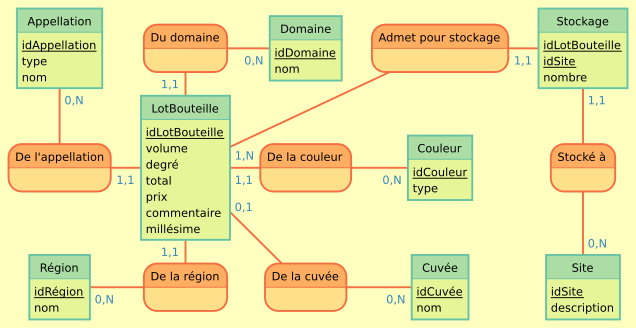 Appellation
idAppellation
type
nom
Du domaine
Domaine
idDomaine
nom
Admet pour stockage
Stockage
idLotBouteille
idSite
nombre
0,N
1,1
0,N
1,1
1,1
LotBouteille
idLotBouteille
volume
degré
total
prix
commentaire
millésime
De l'appellation
1,1
1,N
1,1
0,1
De la couleur
0,N
Couleur
idCouleur
type
Stocké à
0,N
1,1
Région
idRégion
nom
0,N
De la région
De la cuvée
0,N
Cuvée
idCuvée
nom
Site
idSite
description